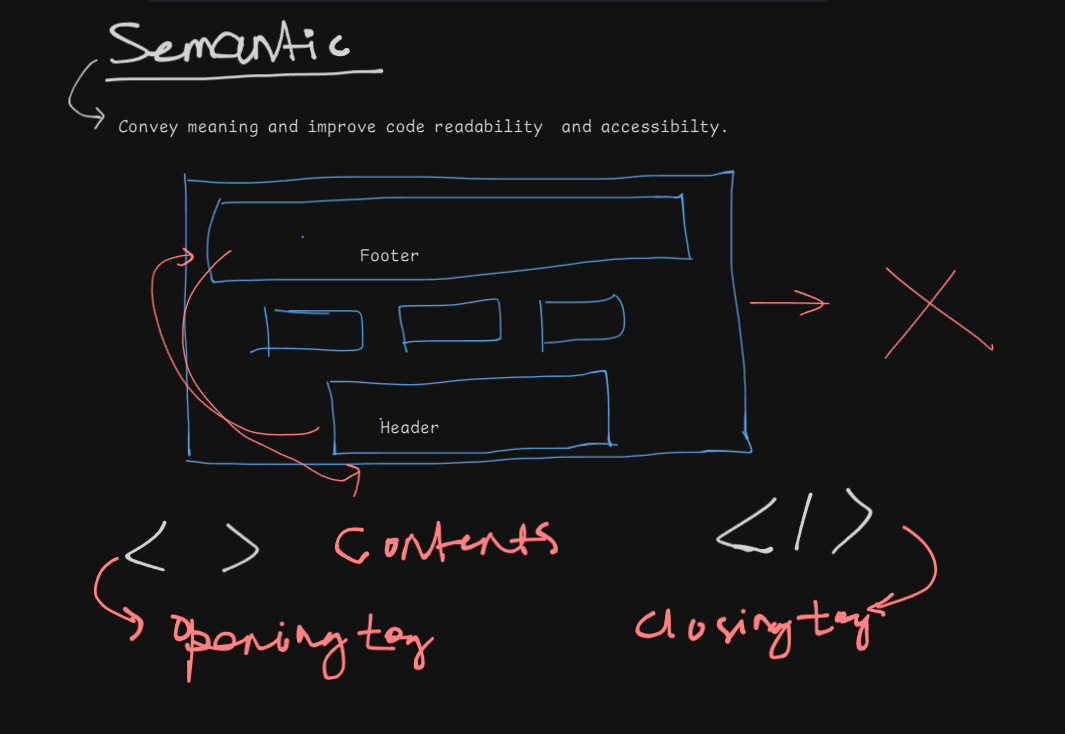 Semantic
Convey meaning and improve code readability and accessibilty.
Footer
Header
< > Contents </>
Opening tag closing tag